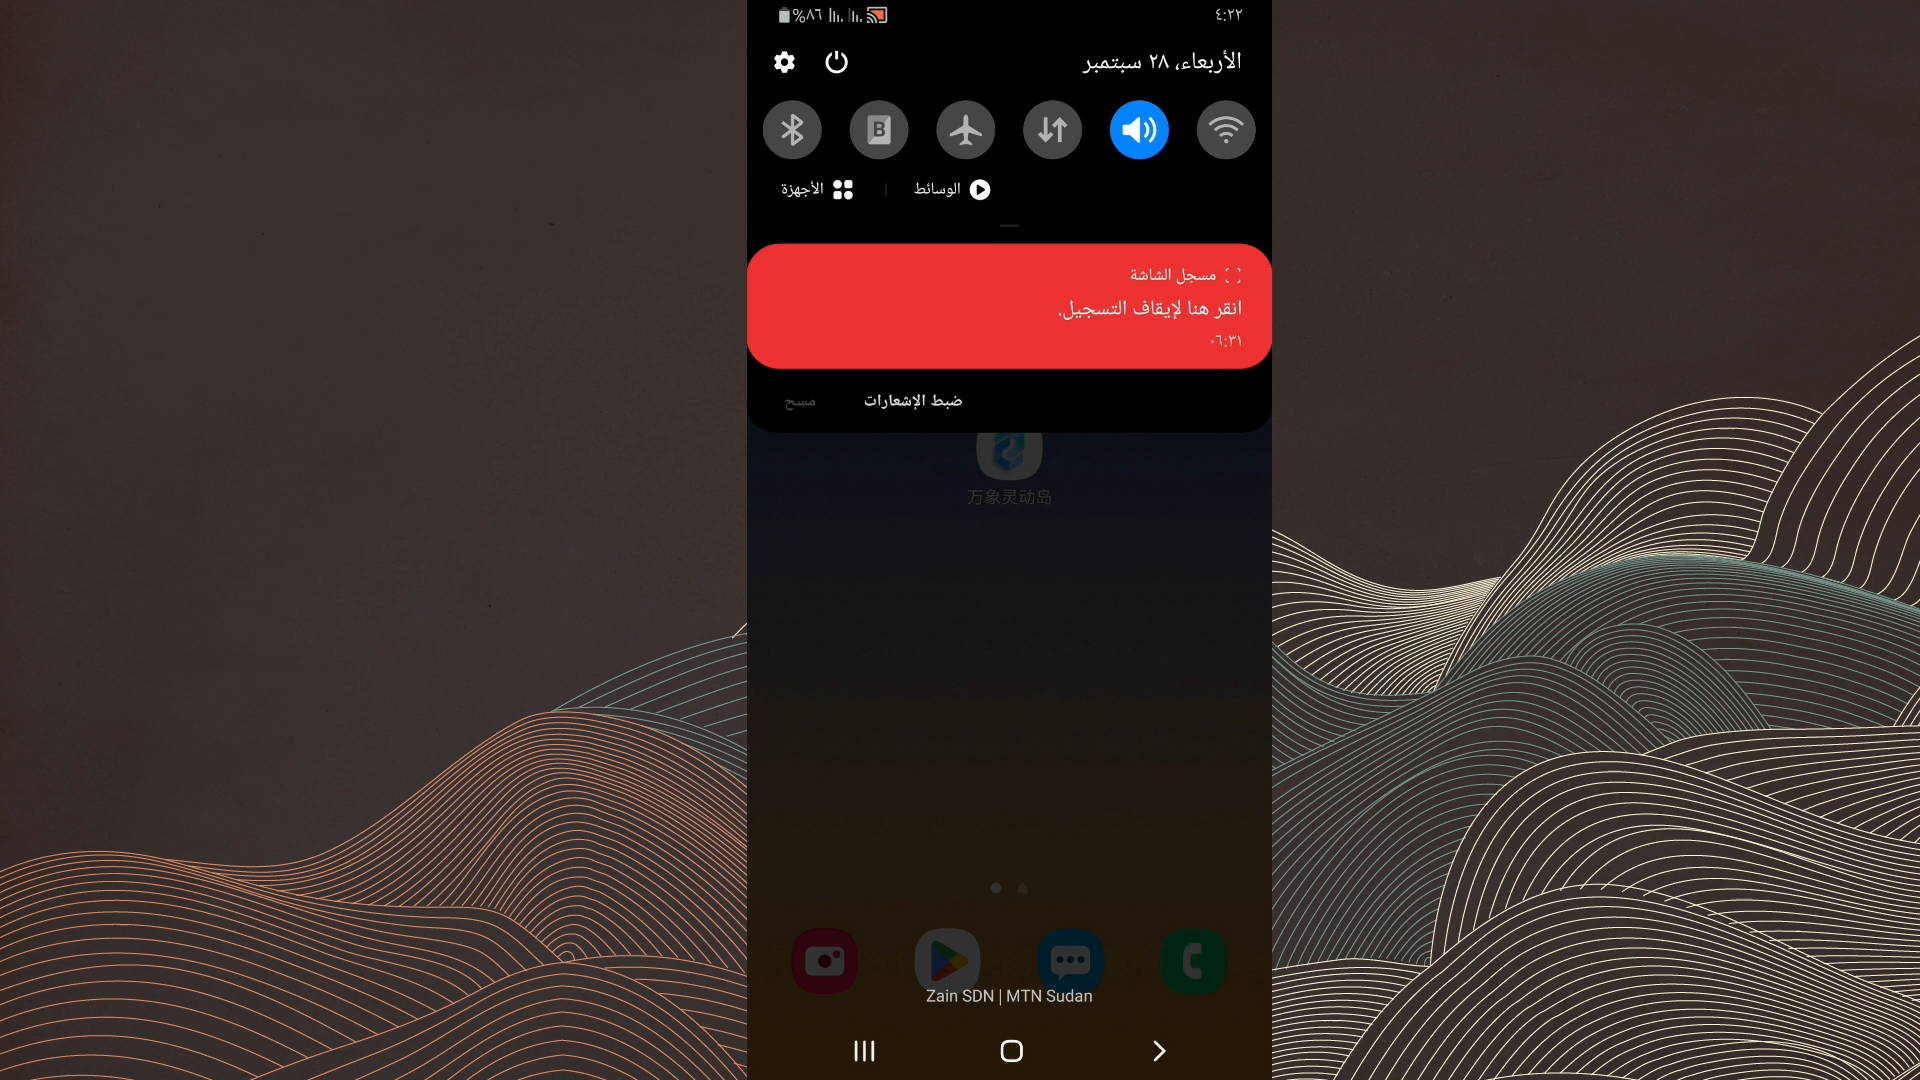 ٤:٢٢
%٨٦
الأربعاء، ٢٨ سبتمبر
الوسائط
الأجهزة
مسجل الشاشة
انقر هنا لإيقاف التسجيل.
٠٦:٣١
ضبط الإشعارات
مسح
万象灵动岛
Zain SDN | MTN Sudan